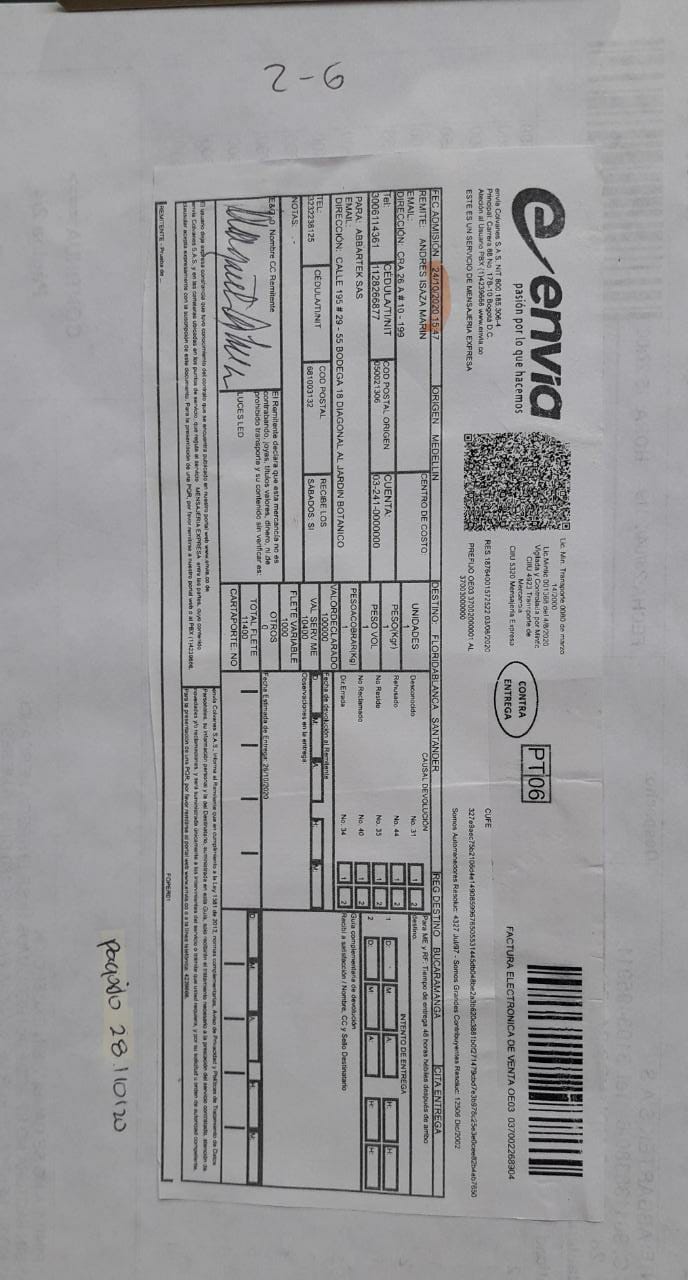 envia
pasión por lo que hacemos
envía Colvanes S.A.S. NIT 800.185.306-4
Principal: Carrera 88 No. 17B-10 Bogotá D.C.
Atención al Usuario PBX (1)4239666 www.envia.co
ESTE ES UN SERVICIO DE MENSAJERIA EXPRESA
Lic. Min. Transporte 0080 de marzo
14/2000
Lic.Mintic 001368 del 4/8/2020
Vigilada y Controlada por Mintic
CIIU 4923 Transporte de
Mercancia
CIIU 5320 Mensajeria Expresa
RES.18764001572522 03/08/2020
PREFIJO OE03 37002000001 AL
37003000000
CONTRA
ENTREGA
PT06
FACTURA ELECTRONICA DE VENTA OE03 037002268904
CUFE
Somos Autorretenedores Resoluc: 4327 Jul/97 - Somos Grandes Contribuyentes Resoluc: 12506 Dic/2002
FEC ADMISIÓN 24/10/2020 15:47 ORIGEN MEDELLIN DESTINO: FLORIDABLANCA SANTANDER REG DESTINO BUCARAMANGA CITA ENTREGA
REMITE: ANDRES ISAZA MARIN
EMAIL:
DIRECCIÓN: CRA 26 A # 10 - 199
CENTRO DE COSTO:
Tel:
3006114361
CÉDULA/TI/NIT
1128266877
COD POSTAL ORIGEN
050021306
CUENTA:
03-241-0000000
PARA: ABBARTEK SAS
EMAIL:
DIRECCIÓN: CALLE 195 # 29 - 55 BODEGA 18 DIAGONAL AL JARDIN BOTANICO
TEL:
3232238125
CÉDULA/TI/NIT
COD POSTAL
681003132
RECIBE LOS
SÁBADOS: SI
NOTAS: .-
Nombre CC Remitente
El Remitente declara que esta mercancía no es
contrabando, joyas, títulos valores, dinero, ni de
prohibido transporte y su contenido sin verificar es:
LUCES LED
UNIDADES
1
PESO(Kgr)
1
PESO VOL
1
PESOACOBRAR(Kg)
1
VALORDECLARADO
100000
VAL SERV ME
10400
FLETE VARIABLE
1000
OTROS
0
TOTAL FLETE
11400
CARTAPORTE: NO
CAUSAL DEVOLUCIÓN
Desconocido No. 31 1 2
Rehusado No. 44 1 2
No Reside No. 35 1 2
No Reclamado No. 40 1 2
Dir.Errada No. 34 1 2
Fecha de devolución al Remitente
D: M: A: H: M:
Observaciones en la entrega:
Fecha Estimada de Entrega: 26/10/2020
Para ME y RF: Tiempo de entrega 48 horas hábiles después de arribo
destino.
INTENTO DE ENTREGA
1 D: M: A: H: H:
2 D: M: A: H: H:
Guía complementaria de devolución
Recibí a satisfacción / Nombre, CC y Sello Destinatario
D: M: A: H: M:
El usuario deja expresa constancia que tuvo conocimiento del contrato que se encuentra publicado en nuestro portal web www.envia.co de
envía Colvanes S.A.S, y en las carteleras ubicadas en los puntos de servicio, que regula el servicio MENSAJERIA EXPRESA entre las partes, cuyo contenido
clausular acepta expresamente con la suscripción de este documento. Para la presentación de una PQR, por favor remitirse a nuestro portal web o al PBX (1)4239666.
envía Colvanes S.A.S., informa al Remitente que en cumplimiento a la Ley 1581 de 2012, normas complementarias, Aviso de Privacidad y Políticas de Tratamiento de Datos
Personales, su información personal y la del Destinatario, suministrada en esta Guía, solo recibirán el tratamiento necesario a la prestación del servicio contratado, atención de
novedades y/o reclamaciones, y será suministrada únicamente a los intervinientes del servicio o trámite que usted requiera, y por su solicitud u orden de autoridad competente.
Para la presentación de PQR, por favor remitirse al portal web www.envia.co o a la línea telefónica: 4239666.
REMITENTE - Prueba de ...
FOPER01
2-6
pagado 28/10/20